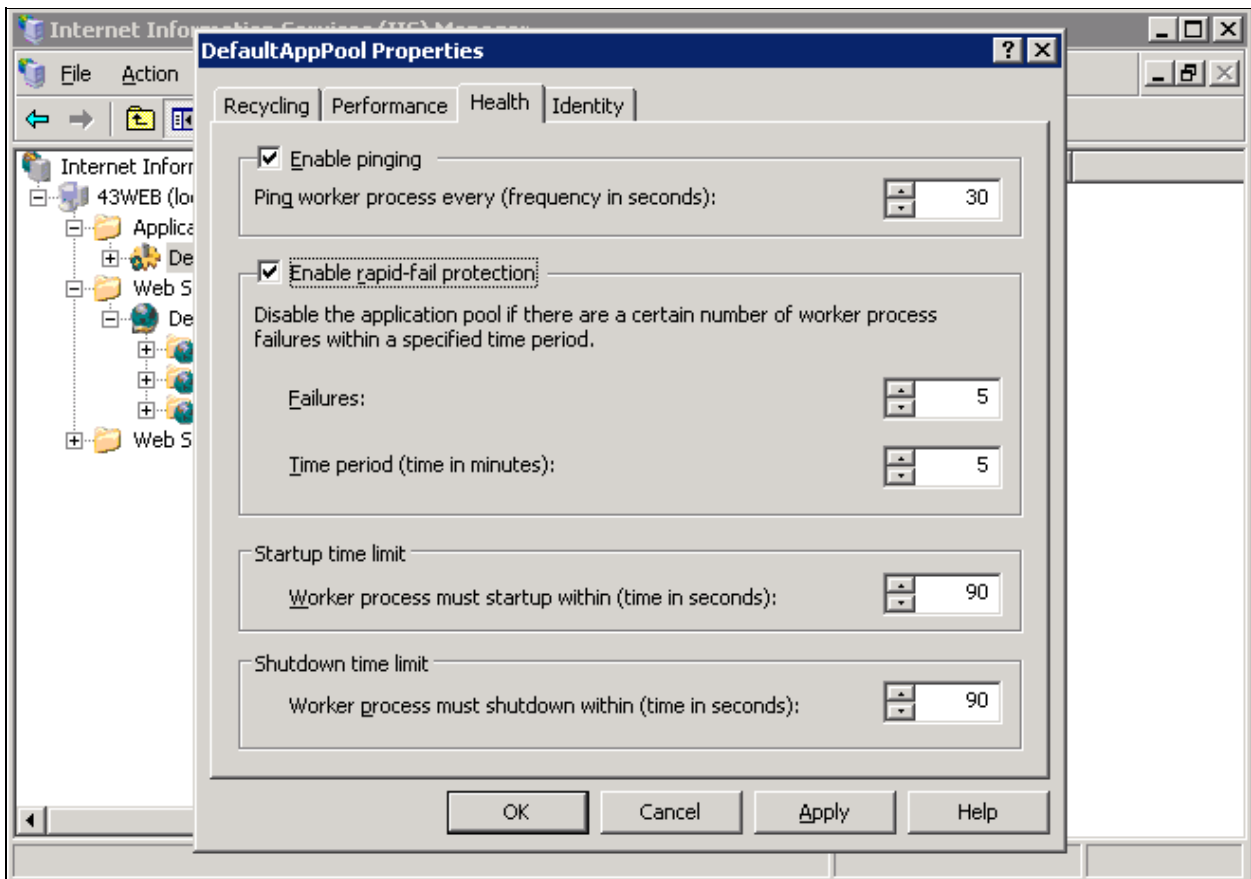 Internet Information Services (IIS) Manager
DefaultAppPool Properties
File Action
Recycling Performance Health Identity
Internet Inforr
43WEB (lo
Applica
De
Web S
De
Web S
Enable pinging
Ping worker process every (frequency in seconds): 30
Enable rapid-fail protection
Disable the application pool if there are a certain number of worker process
failures within a specified time period.
Failures: 5
Time period (time in minutes): 5
Startup time limit
Worker process must startup within (time in seconds): 90
Shutdown time limit
Worker process must shutdown within (time in seconds): 90
OK Cancel Apply Help